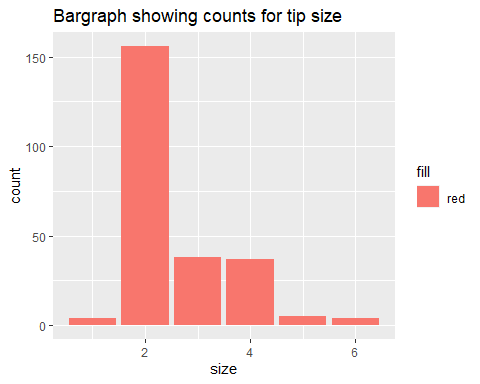 Bargraph showing counts for tip size
150
100
50
0
count
2 4 6
size
fill
red